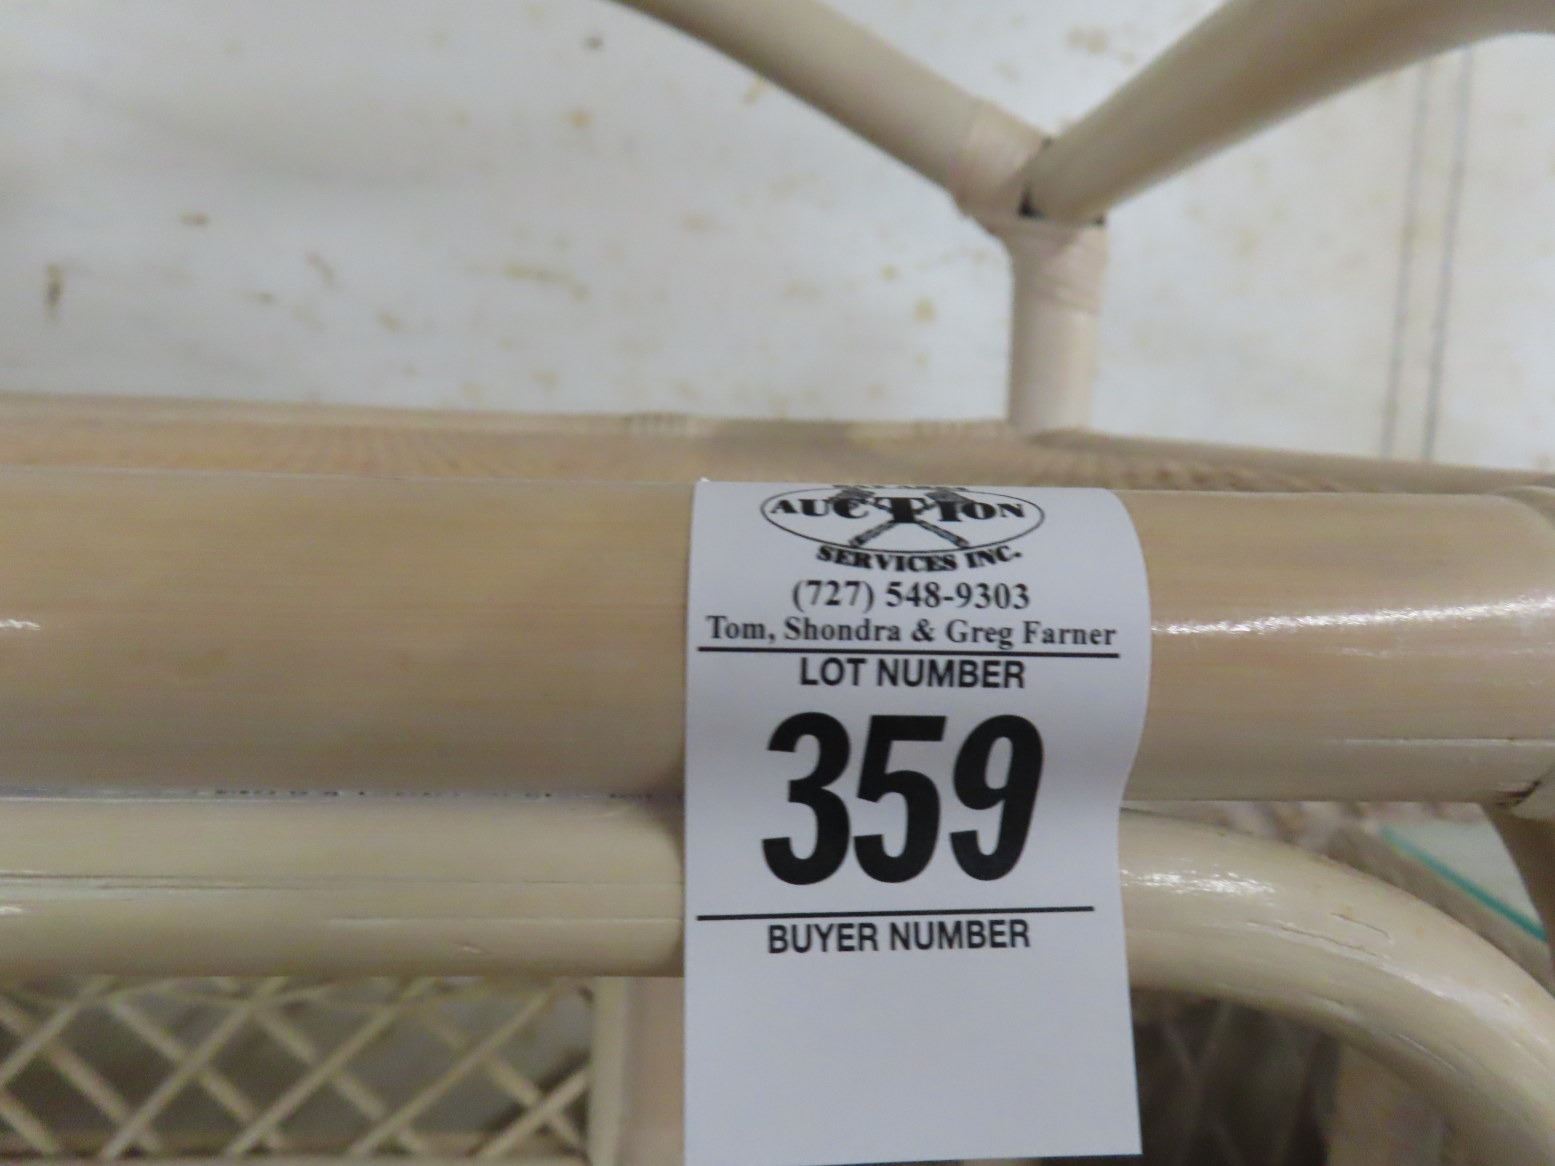 AUCTION
SERVICES INC.
(727) 548-9303
Tom, Shondra & Greg Farner
LOT NUMBER
359
BUYER NUMBER